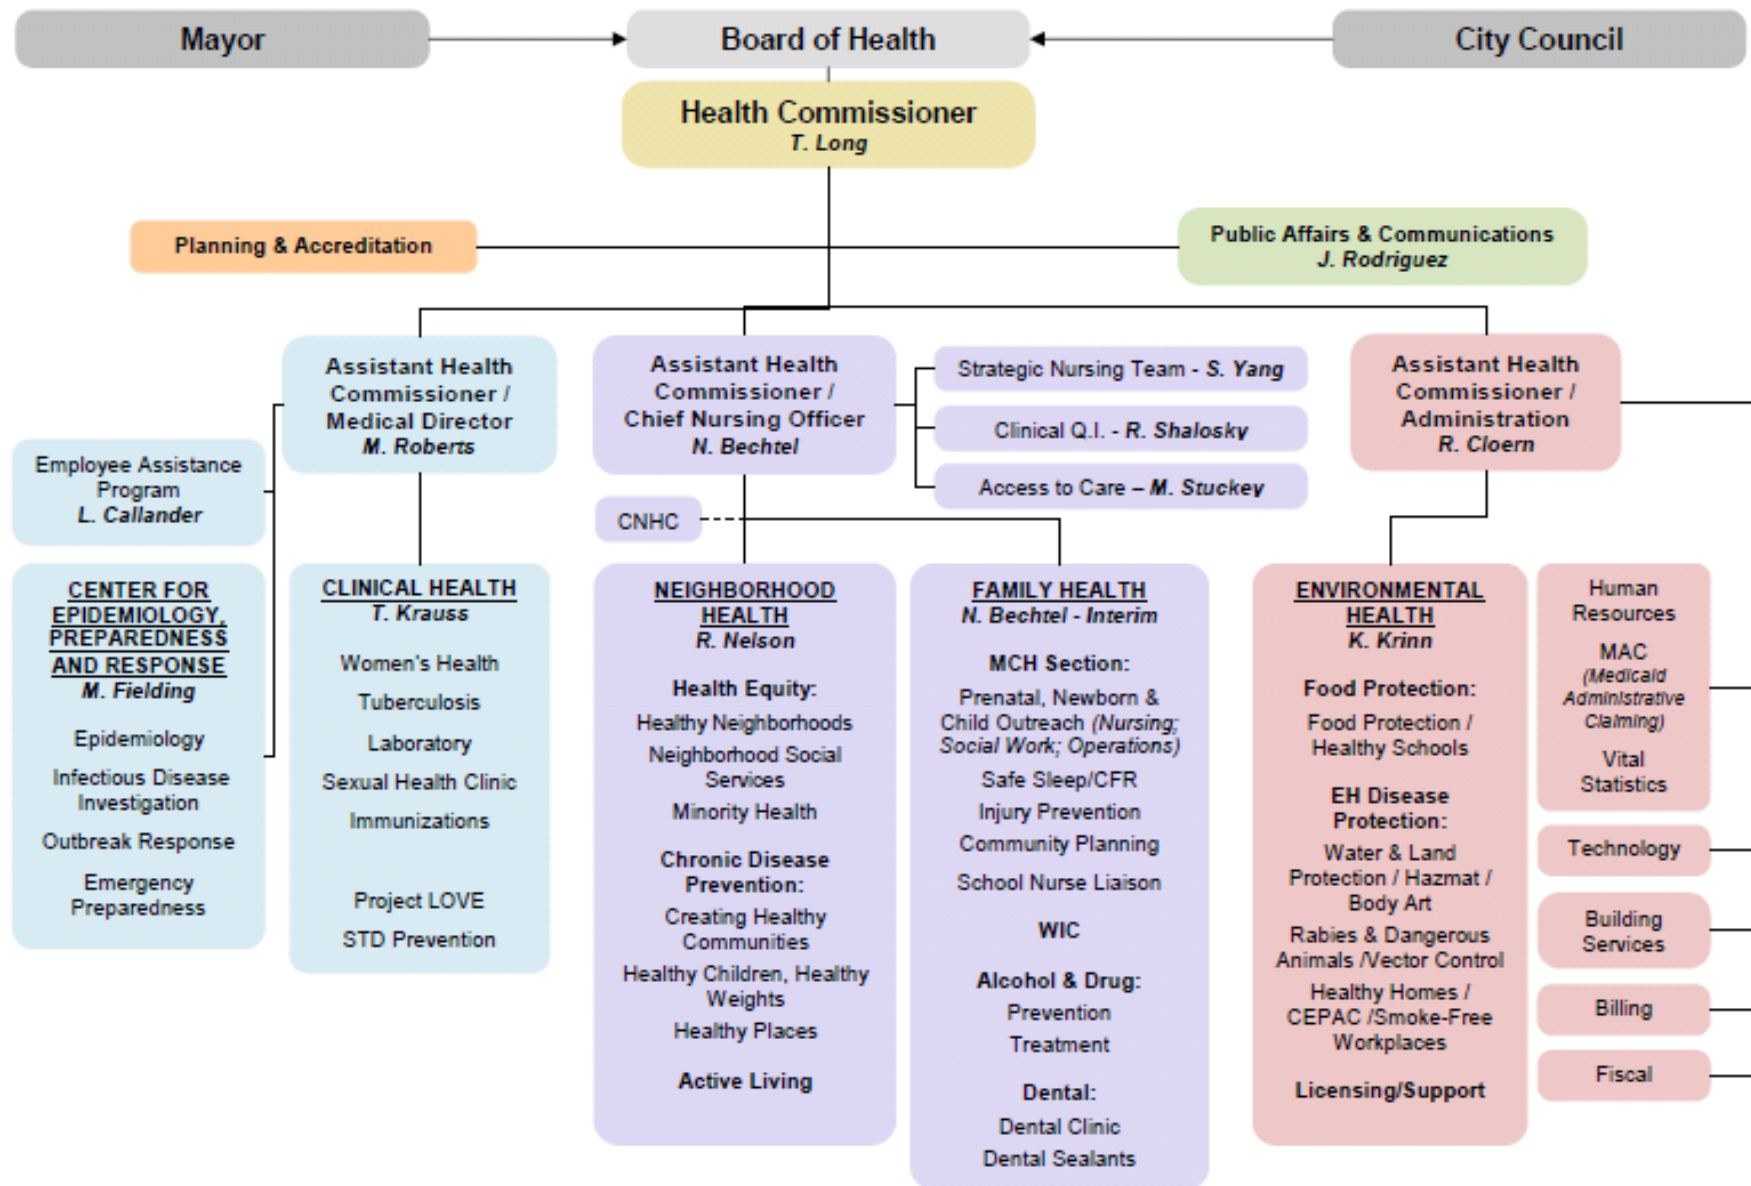 Mayor
Board of Health
City Council
Health Commissioner
T. Long
Planning & Accreditation
Public Affairs & Communications
J. Rodriguez
Assistant Health
Commissioner /
Medical Director
M. Roberts
Assistant Health
Commissioner /
Chief Nursing Officer
N. Bechtel
Strategic Nursing Team - S. Yang
Clinical Q.I. - R. Shalosky
Access to Care – M. Stuckey
Assistant Health
Commissioner /
Administration
R. Cloern
Employee Assistance
Program
L. Callander
CNHC
CENTER FOR
EPIDEMIOLOGY,
PREPAREDNESS
AND RESPONSE
M. Fielding
Epidemiology
Infectious Disease
Investigation
Outbreak Response
Emergency
Preparedness
CLINICAL HEALTH
T. Krauss
Women's Health
Tuberculosis
Laboratory
Sexual Health Clinic
Immunizations
Project LOVE
STD Prevention
NEIGHBORHOOD
HEALTH
R. Nelson
Health Equity:
Healthy Neighborhoods
Neighborhood Social
Services
Minority Health
Chronic Disease
Prevention:
Creating Healthy
Communities
Healthy Children, Healthy
Weights
Healthy Places
Active Living
FAMILY HEALTH
N. Bechtel - Interim
MCH Section:
Prenatal, Newborn &
Child Outreach (Nursing;
Social Work; Operations)
Safe Sleep/CFR
Injury Prevention
Community Planning
School Nurse Liaison
WIC
Alcohol & Drug:
Prevention
Treatment
Dental:
Dental Clinic
Dental Sealants
ENVIRONMENTAL
HEALTH
K. Krinn
Food Protection:
Food Protection /
Healthy Schools
EH Disease
Protection:
Water & Land
Protection / Hazmat /
Body Art
Rabies & Dangerous
Animals /Vector Control
Healthy Homes /
CEPAC /Smoke-Free
Workplaces
Licensing/Support
Human
Resources
MAC
(Medicaid
Administrative
Claiming)
Vital
Statistics
Technology
Building
Services
Billing
Fiscal